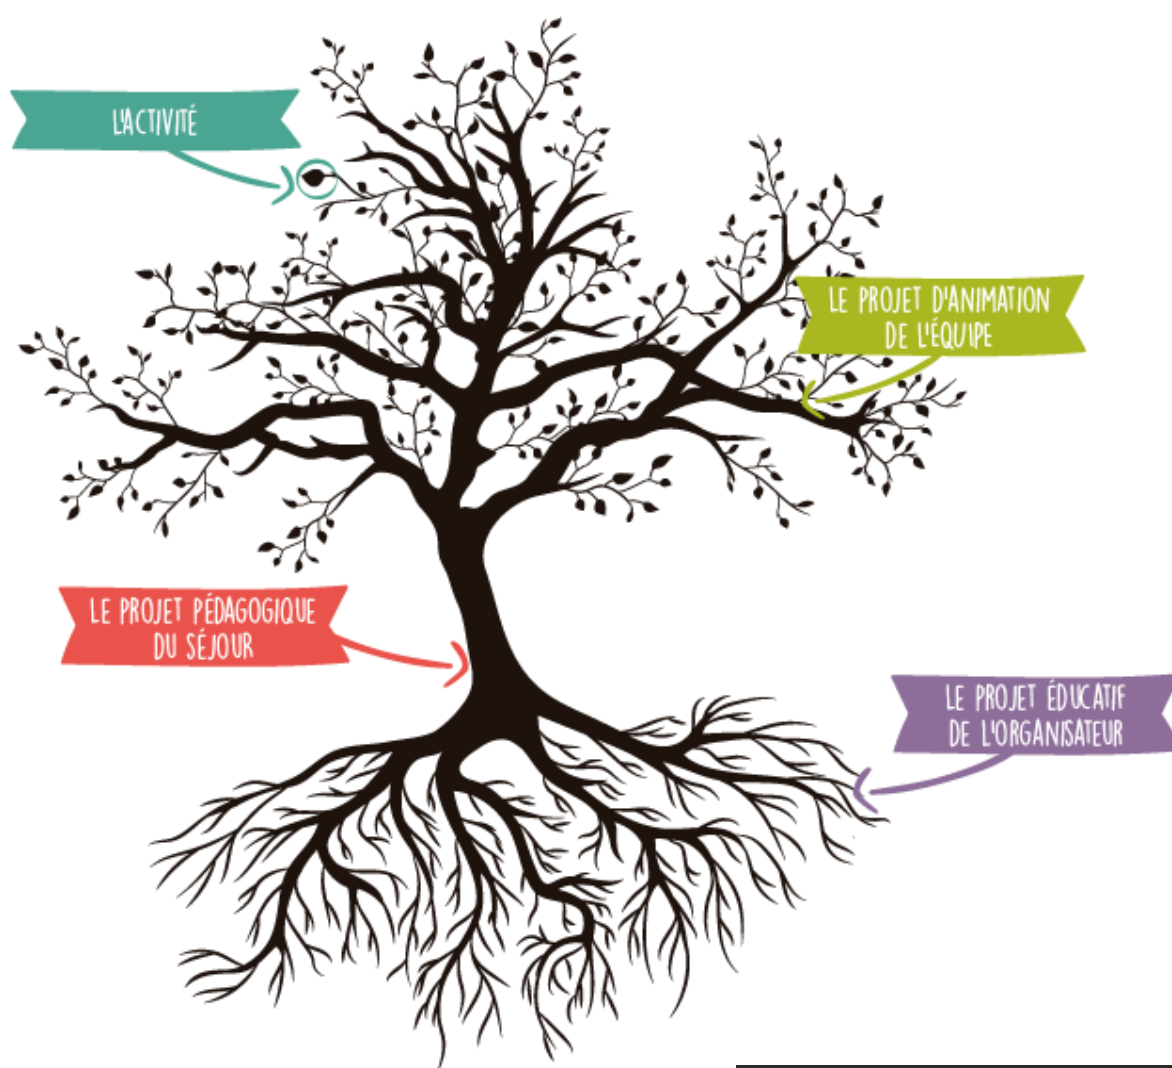 L'ACTIVITÉ
LE PROJET D'ANIMATION
DE L'ÉQUIPE
LE PROJET PÉDAGOGIQUE
DU SÉJOUR
LE PROJET ÉDUCATIF
DE L'ORGANISATEUR